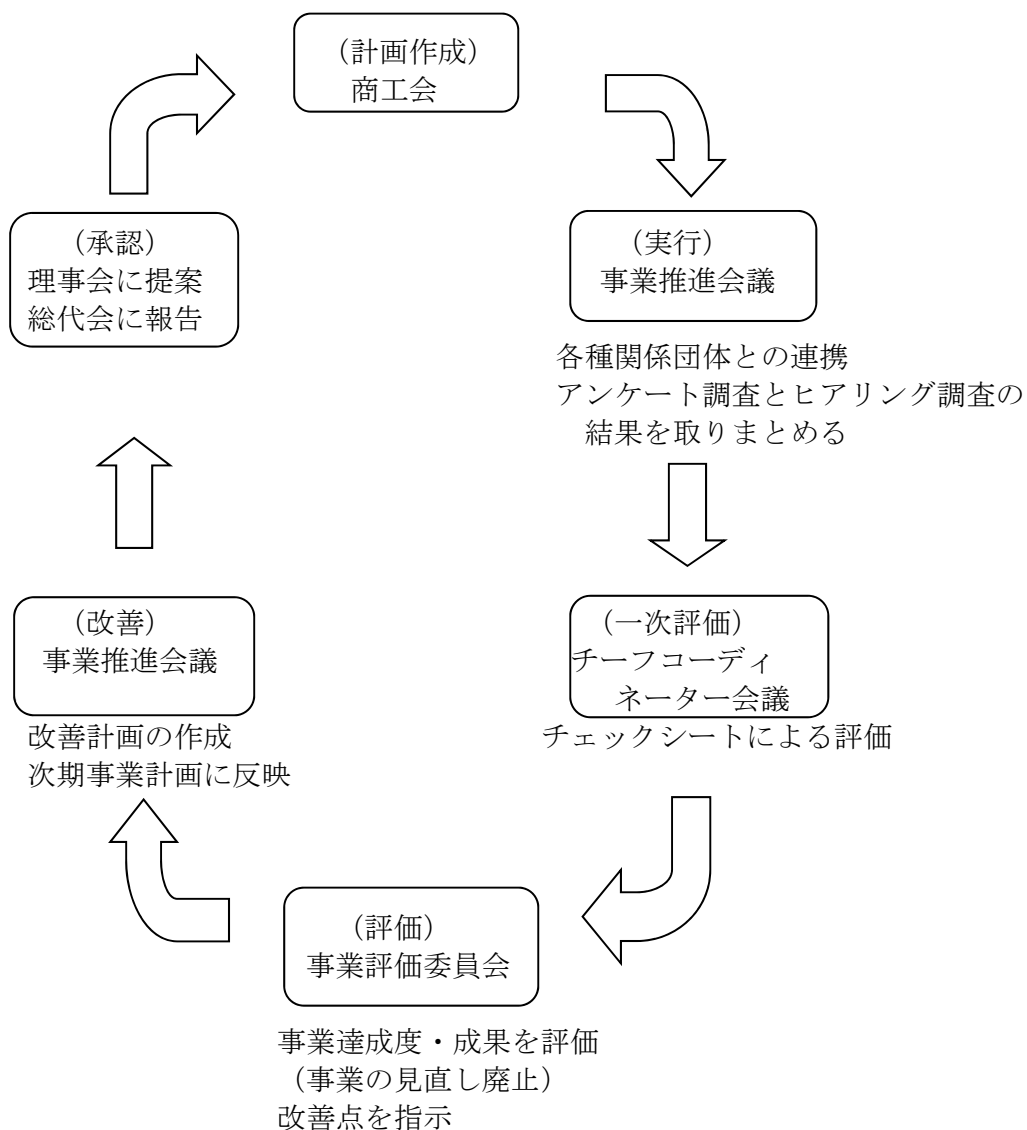 (計画作成)
商工会
(実行)
事業推進会議
各種関係団体との連携
アンケート調査とヒアリング調査の
結果を取りまとめる
(一次評価)
チーフコーディ
ネーター会議
チェックシートによる評価
(評価)
事業評価委員会
事業達成度・成果を評価
(事業の見直し廃止)
改善点を指示
(改善)
事業推進会議
改善計画の作成
次期事業計画に反映
(承認)
理事会に提案
総代会に報告